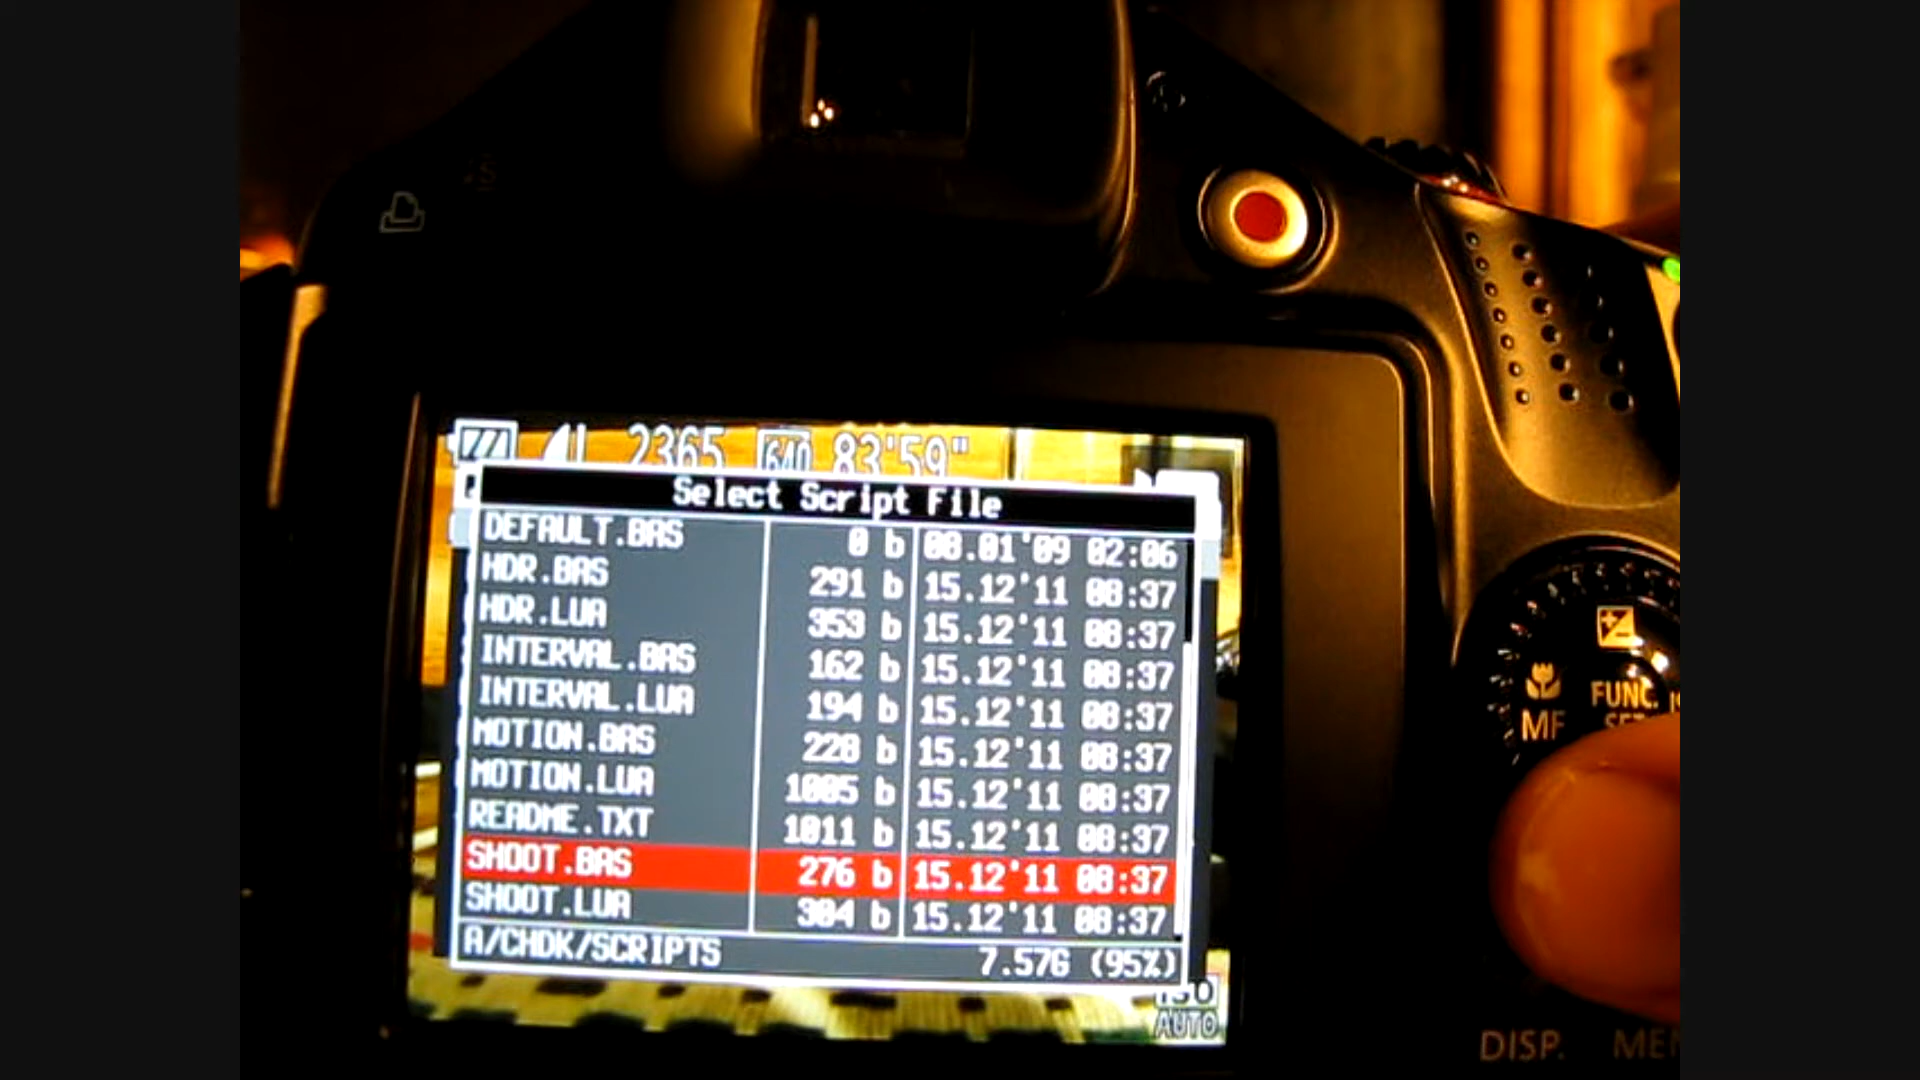 2365 640 83'59"
Select Script File
DEFAULT.BAS 0 b 08.01'09 02:06
HDR.BAS 291 b 15.12'11 08:37
HDR.LUA 353 b 15.12'11 08:37
INTERVAL.BAS 162 b 15.12'11 08:37
INTERVAL.LUA 194 b 15.12'11 08:37
MOTION.BAS 228 b 15.12'11 08:37
MOTION.LUA 1005 b 15.12'11 08:37
README.TXT 1011 b 15.12'11 08:37
SHOOT.BAS 276 b 15.12'11 08:37
SHOOT.LUA 304 b 15.12'11 08:37
A/CHDK/SCRIPTS 7.57G (95%)
ISO
AUTO
FUNC.
SET
MF
DISP.